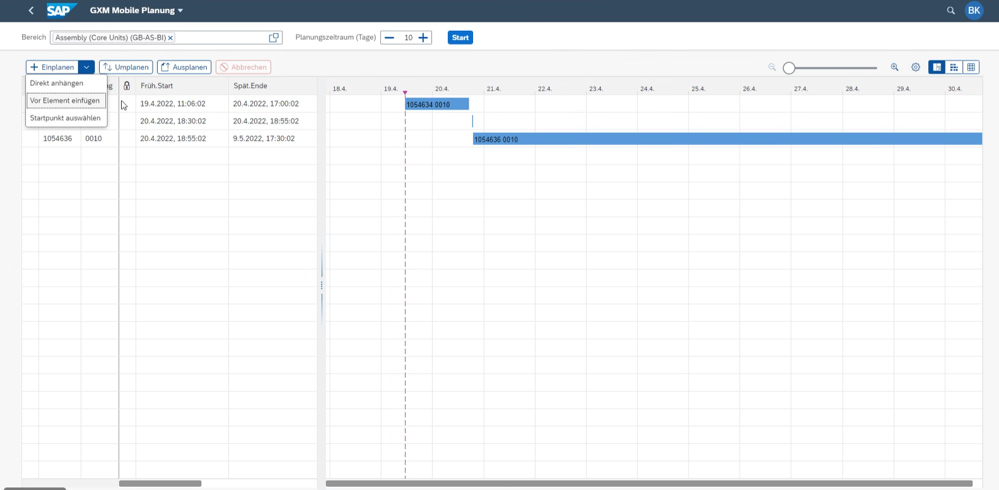 SAP GXM Mobile Planung BK
Bereich Assembly (Core Units) (GB-AS-BI) Planungszeitraum (Tage) 10 Start
Einplanen Umplanen Ausplanen Abbrechen
Direkt anhängen
Vor Element einfügen
Startpunkt auswählen
ng Früh.Start Spät.Ende 18.4. 19.4. 20.4. 21.4. 22.4. 23.4. 24.4. 25.4. 26.4. 27.4. 28.4. 29.4. 30.4.
19.4.2022, 11:06:02 20.4.2022, 17:00:02 1054634 0010
20.4.2022, 18:30:02 20.4.2022, 18:55:02
1054636 0010 20.4.2022, 18:55:02 9.5.2022, 17:30:02 1054636 0010